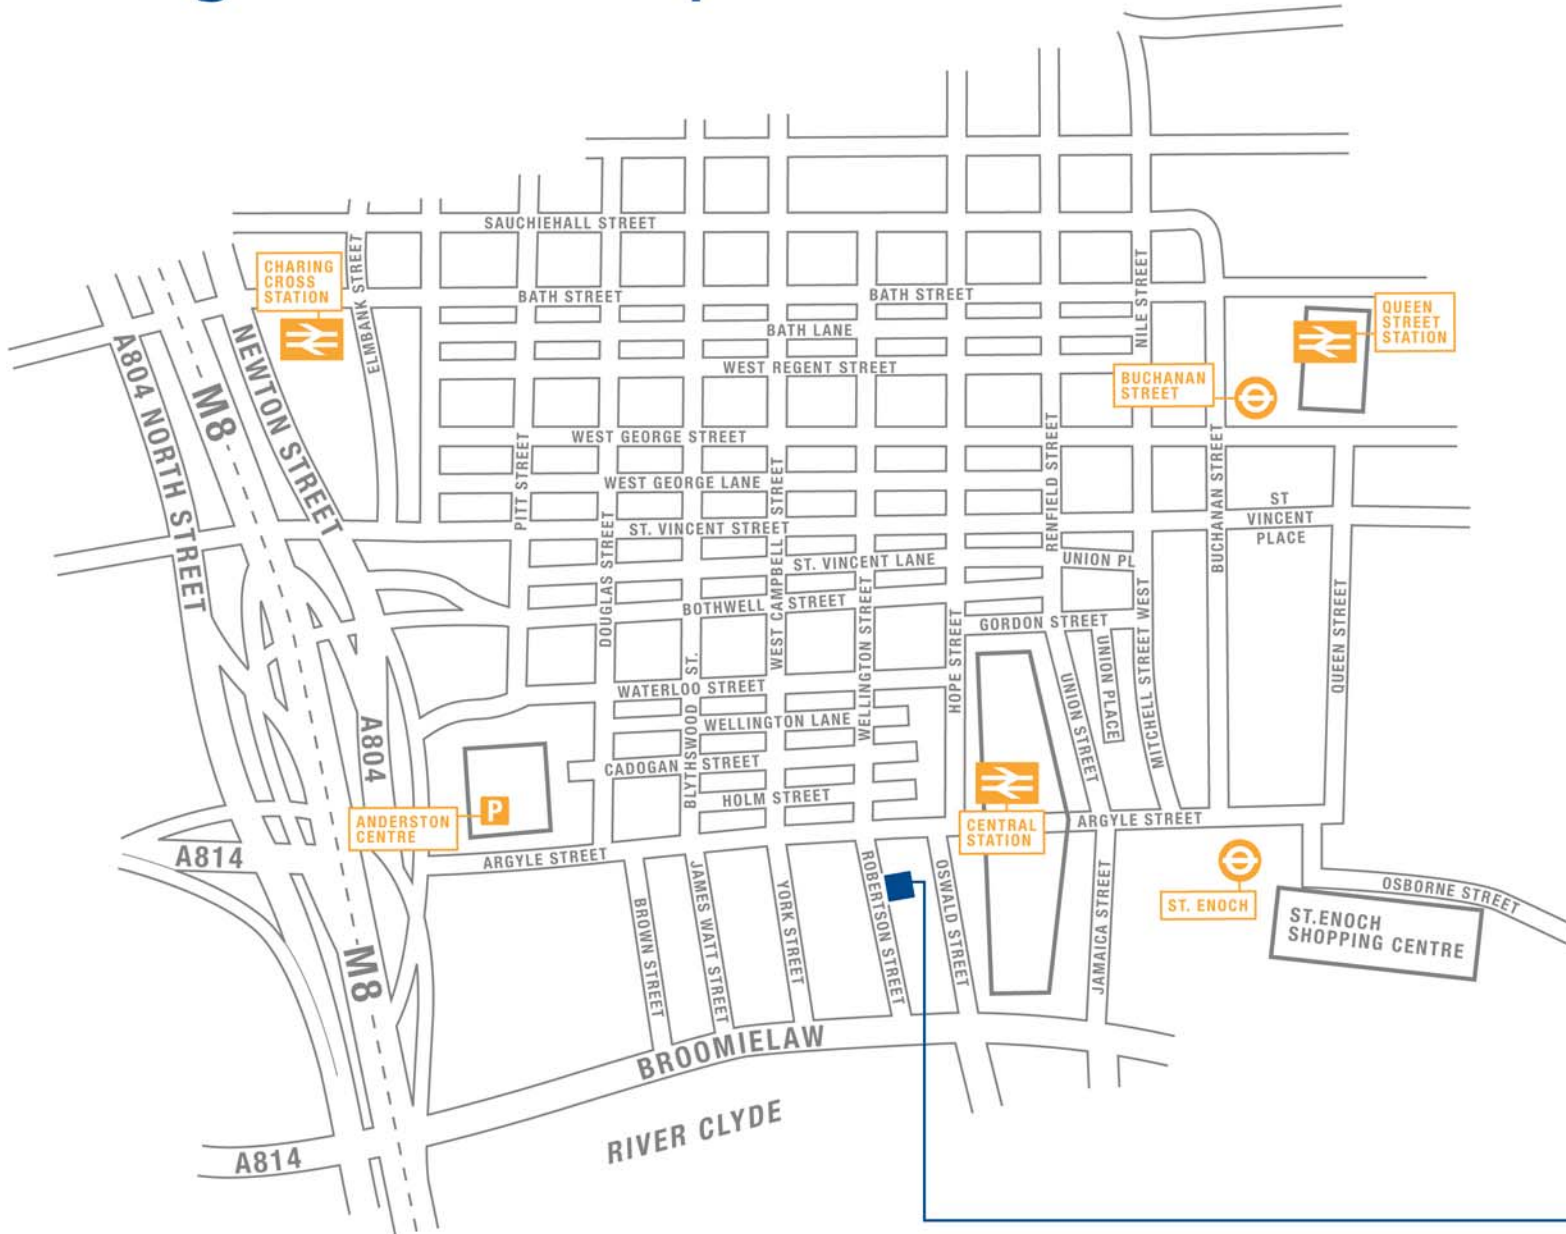 SAUCHIEHALL STREET
CHARING
CROSS
STATION
ELMBANK STREET
BATH STREET
BATH STREET
NILE STREET
QUEEN
STREET
STATION
BATH LANE
WEST REGENT STREET
BUCHANAN
STREET
A804 NORTH STREET
M8
NEWTON STREET
PITT STREET
WEST GEORGE STREET
WEST GEORGE LANE
WEST CAMPBELL STREET
RENFIELD STREET
BUCHANAN STREET
ST
VINCENT
PLACE
DOUGLAS STREET
ST. VINCENT STREET
ST. VINCENT LANE
UNION PL
BOTHWELL STREET
WELLINGTON STREET
HOPE STREET
GORDON STREET
MITCHELL STREET WEST
QUEEN STREET
UNION STREET
UNION PLACE
BLYTHSWOOD ST.
WATERLOO STREET
WELLINGTON LANE
A804
CADOGAN STREET
HOLM STREET
ANDERSTON
CENTRE
P
CENTRAL
STATION
ARGYLE STREET
A814
ARGYLE STREET
ST. ENOCH
OSBORNE STREET
ST.ENOCH
SHOPPING CENTRE
BROWN STREET
JAMES WATT STREET
YORK STREET
ROBERTSON STREET
OSWALD STREET
JAMAICA STREET
M8
BROOMIELAW
RIVER CLYDE
A814